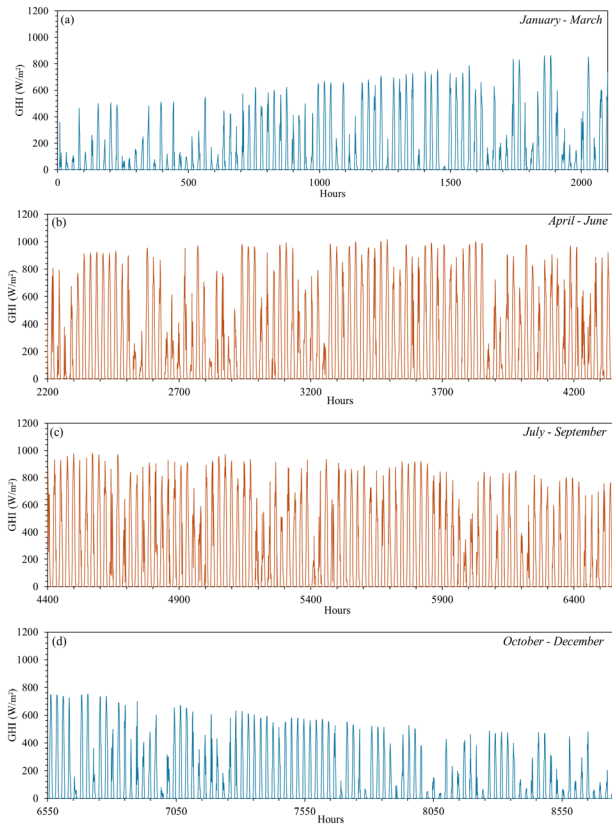 (a)
January - March
GHI (W/m²)
1200
1000
800
600
400
200
0
0 500 1000 1500 2000
Hours
(b)
April - June
GHI (W/m²)
1200
1000
800
600
400
200
0
2200 2700 3200 3700 4200
Hours
(c)
July - September
GHI (W/m²)
1200
1000
800
600
400
200
0
4400 4900 5400 5900 6400
Hours
(d)
October - December
GHI (W/m²)
1200
1000
800
600
400
200
0
6550 7050 7550 8050 8550
Hours